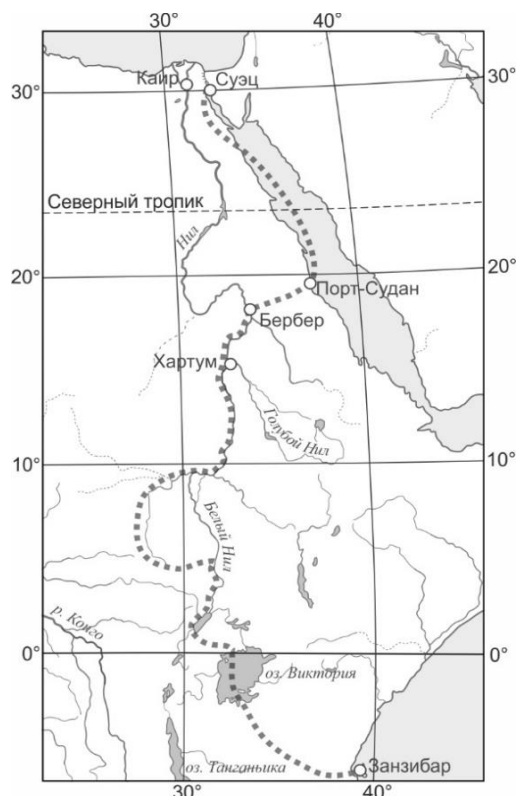 30° 40°
Каир Суэц
30° 30°
Северный тропик
Нил
20° 20°
Порт-Судан
Бербер
Хартум
Голубой Нил
10° 10°
Белый Нил
р. Конго
0° 0°
оз. Виктория
оз. Танганьика Занзибар
30° 40°